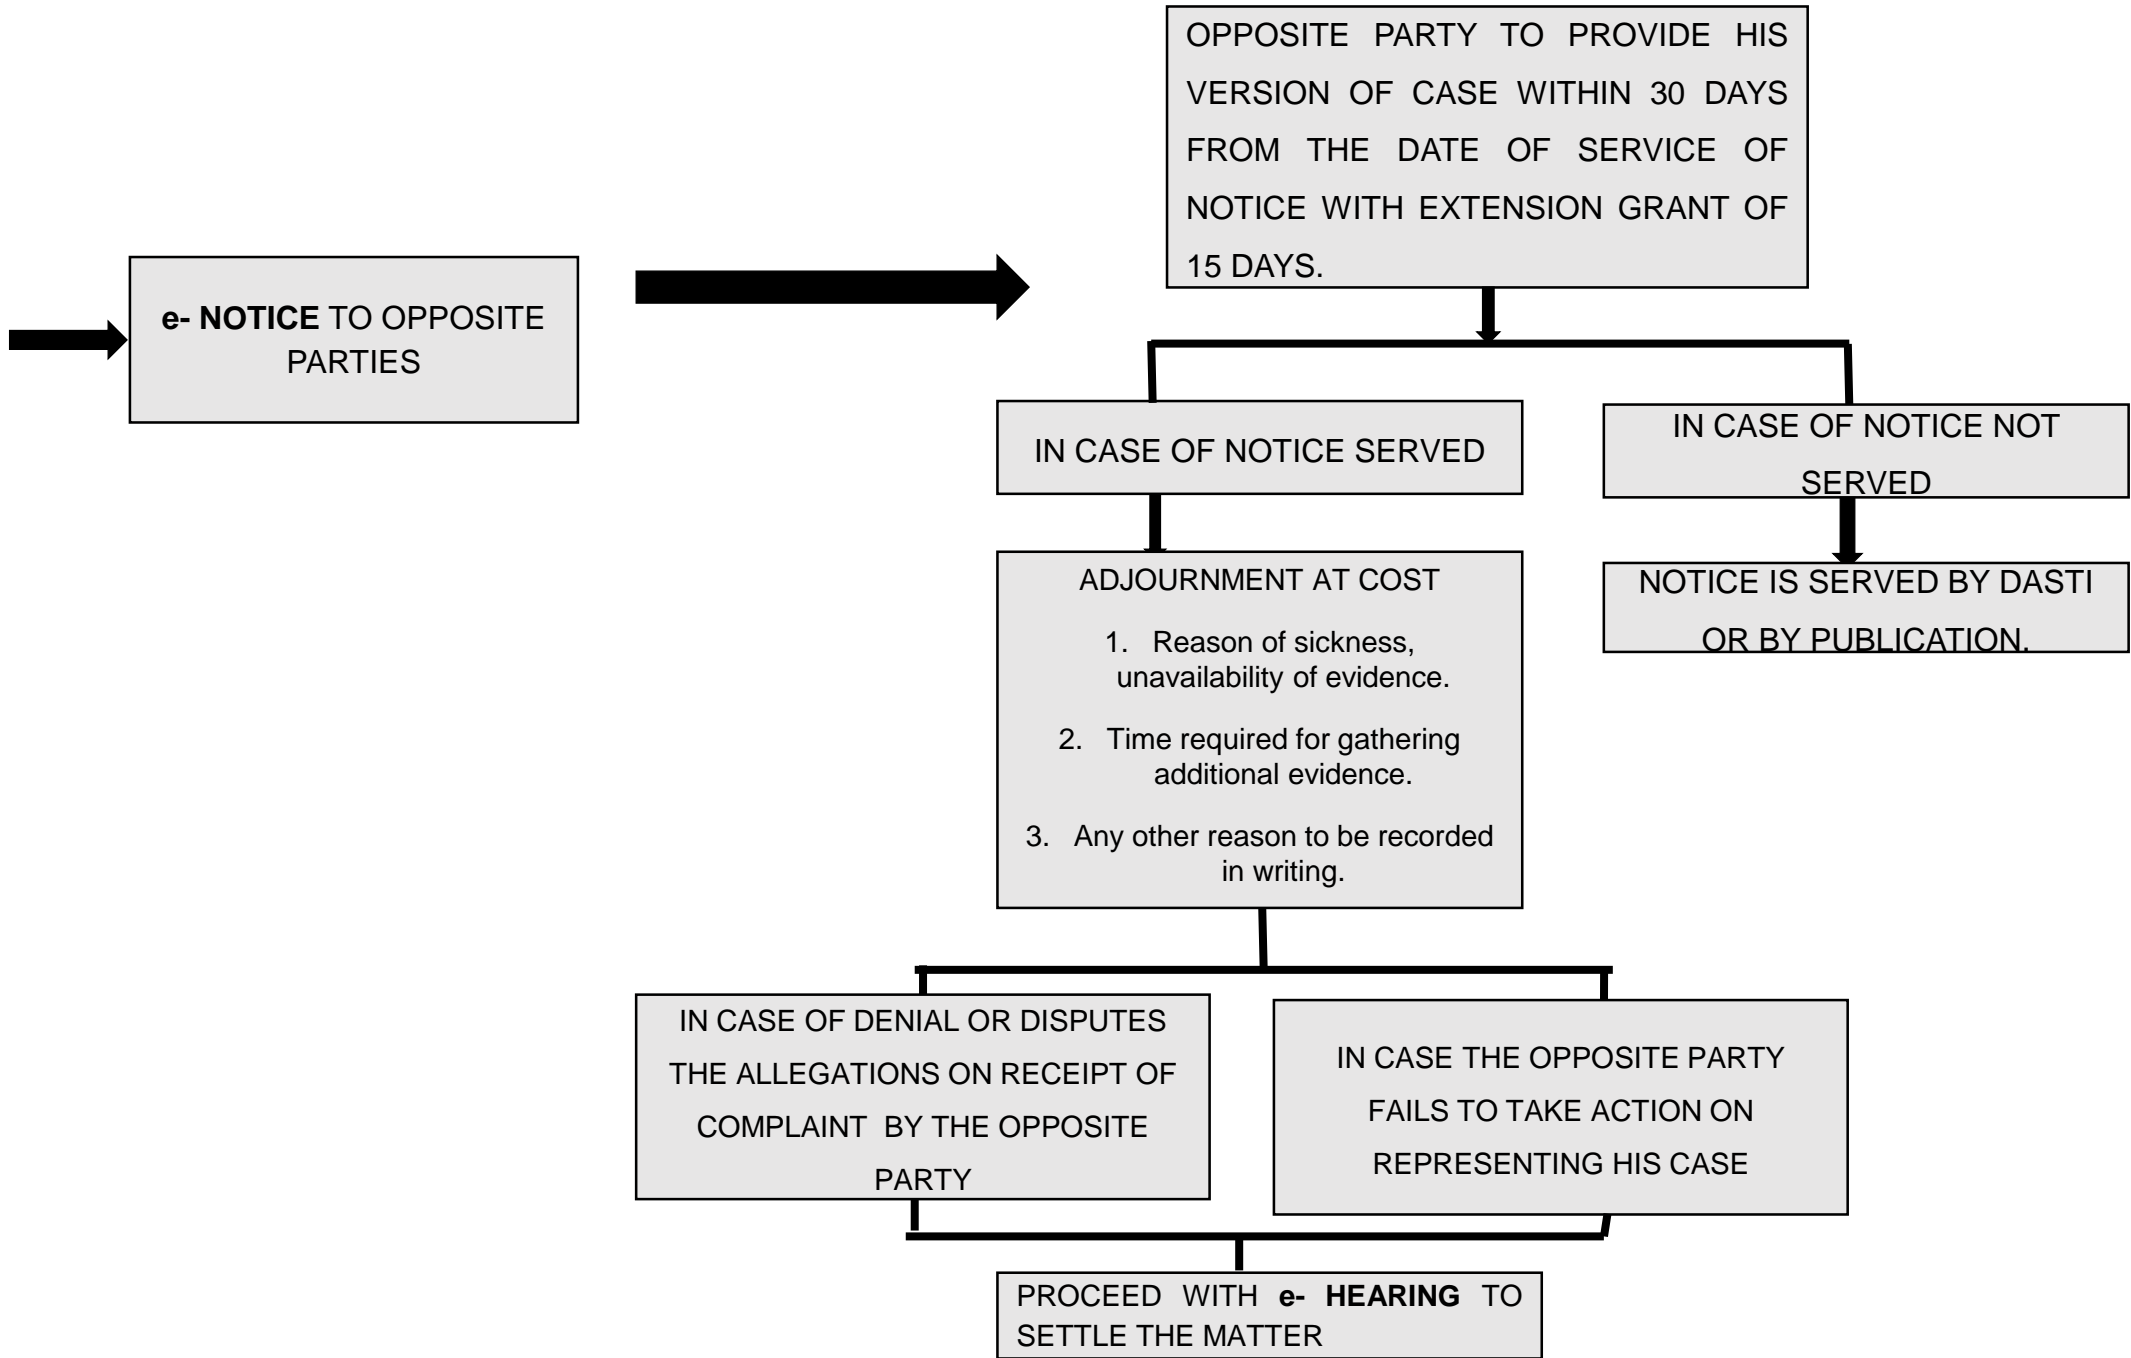 OPPOSITE PARTY TO PROVIDE HIS
VERSION OF CASE WITHIN 30 DAYS
FROM THE DATE OF SERVICE OF
NOTICE WITH EXTENSION GRANT OF
15 DAYS.
e- NOTICE TO OPPOSITE
PARTIES
IN CASE OF NOTICE SERVED
IN CASE OF NOTICE NOT
SERVED
ADJOURNMENT AT COST
1. Reason of sickness,
unavailability of evidence.
2. Time required for gathering
additional evidence.
3. Any other reason to be recorded
in writing.
NOTICE IS SERVED BY DASTI
OR BY PUBLICATION.
IN CASE OF DENIAL OR DISPUTES
THE ALLEGATIONS ON RECEIPT OF
COMPLAINT BY THE OPPOSITE
PARTY
IN CASE THE OPPOSITE PARTY
FAILS TO TAKE ACTION ON
REPRESENTING HIS CASE
PROCEED WITH e- HEARING TO
SETTLE THE MATTER